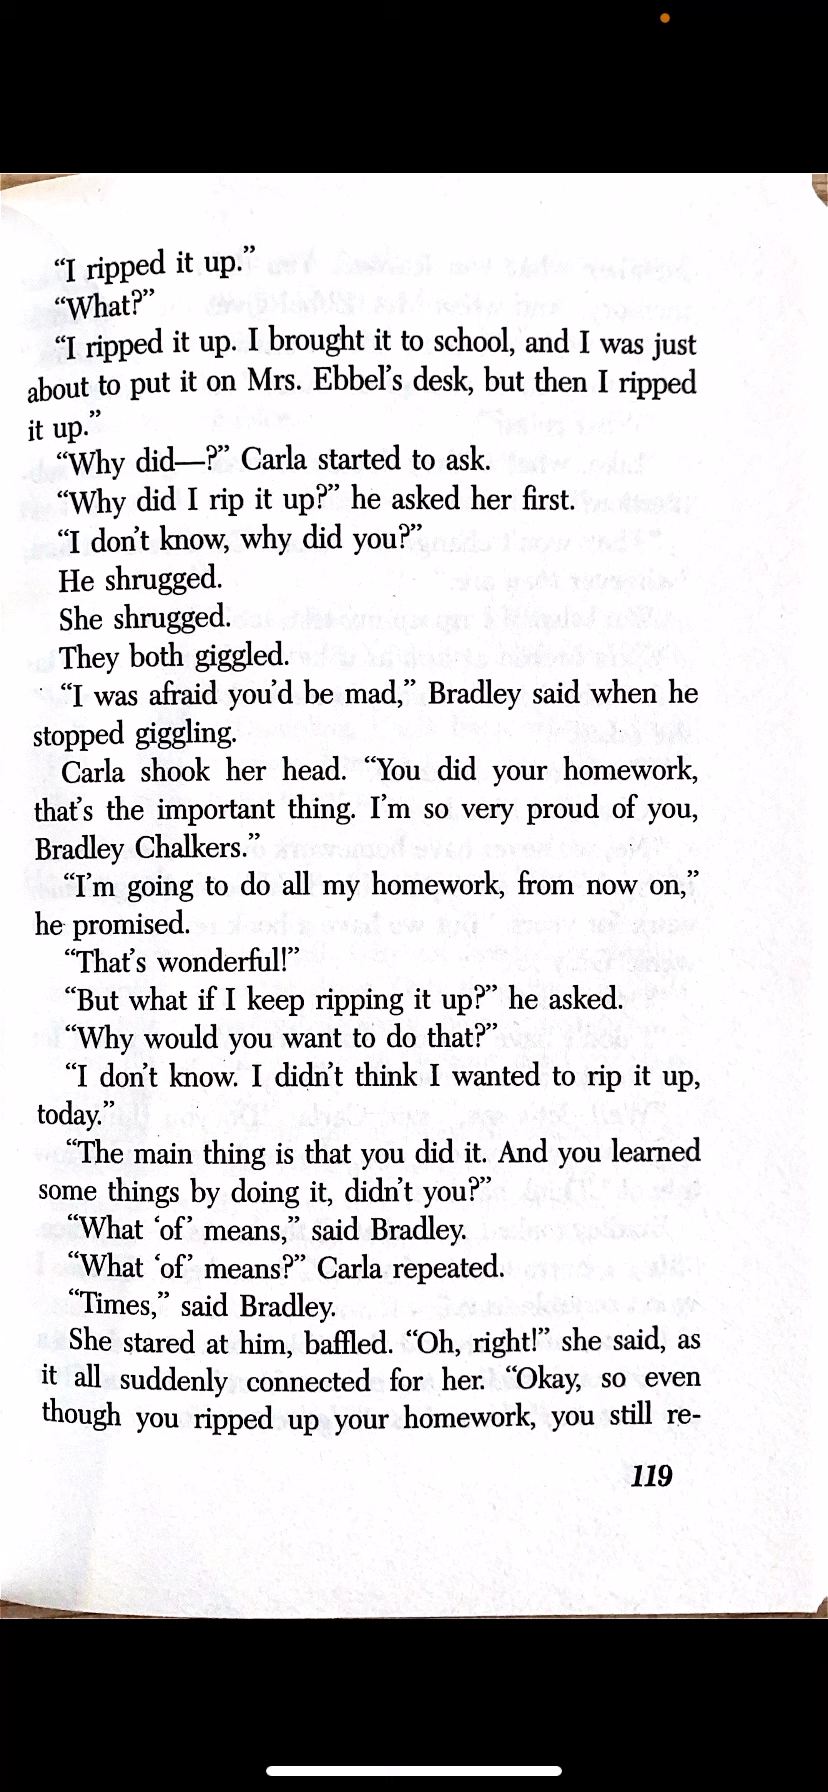 “I ripped it up.”
“What?”
“I ripped it up. I brought it to school, and I was just
about to put it on Mrs. Ebbel’s desk, but then I ripped
it up.”
“Why did—?” Carla started to ask.
“Why did I rip it up?” he asked her first.
“I don’t know, why did you?”
He shrugged.
She shrugged.
They both giggled.
“I was afraid you’d be mad,” Bradley said when he
stopped giggling.
Carla shook her head. “You did your homework,
that’s the important thing. I’m so very proud of you,
Bradley Chalkers.”
“I’m going to do all my homework, from now on,”
he promised.
“That’s wonderful!”
“But what if I keep ripping it up?” he asked.
“Why would you want to do that?”
“I don’t know. I didn’t think I wanted to rip it up,
today.”
“The main thing is that you did it. And you learned
some things by doing it, didn’t you?”
“What ‘of’ means,” said Bradley.
“What ‘of’ means?” Carla repeated.
“Times,” said Bradley.
She stared at him, baffled. “Oh, right!” she said, as
it all suddenly connected for her. “Okay, so even
though you ripped up your homework, you still re-
119